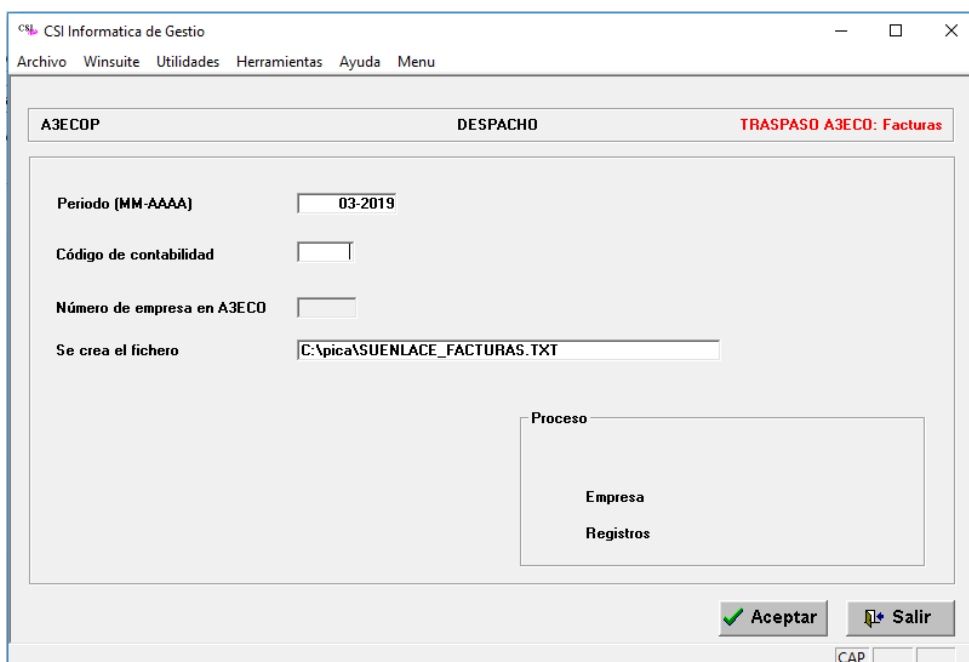 CSI CSI Informatica de Gestio
Archivo Winsuite Utilidades Herramientas Ayuda Menu
A3ECOP DESPACHO TRASPASO A3ECO: Facturas
Periodo (MM-AAAA) 03-2019
Código de contabilidad
Número de empresa en A3ECO
Se crea el fichero C:\pica\SUENLACE_FACTURAS.TXT
Proceso
Empresa
Registros
Aceptar Salir
CAP